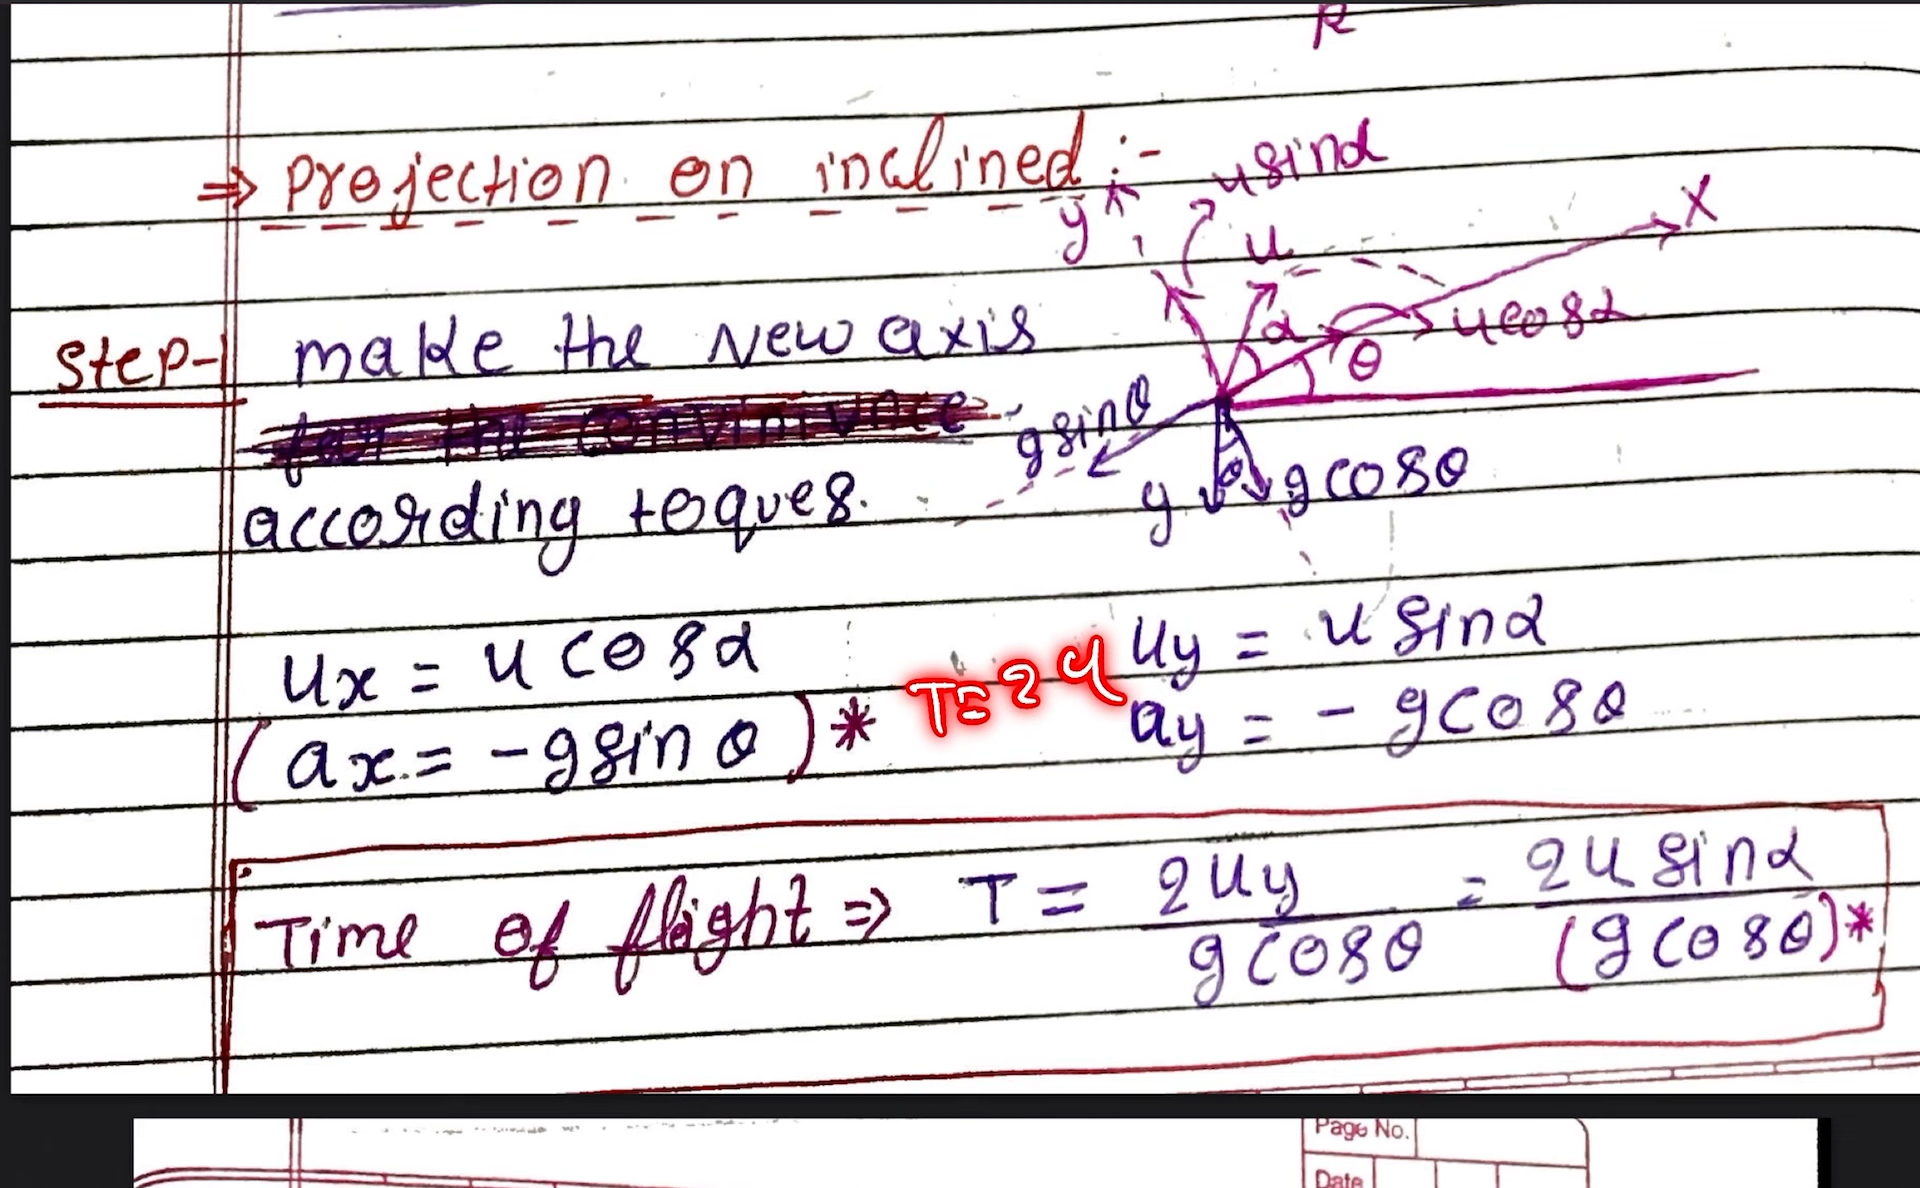 R
⇒ Projection on inclined :-
y
u sinα
u
X
α
u cosα
θ
Step-1 make the New axis
for the convinivnce
g sinθ
according to ques.
g
θ
g cosθ
ux = u cosα
uy = u sinα
T= 2 u
(ax = -g sinθ)*
ay = - g cosθ
Time of flight ⇒ T = 2uy / g cosθ = 2u sinα / (g cosθ)*
Page No.
Date